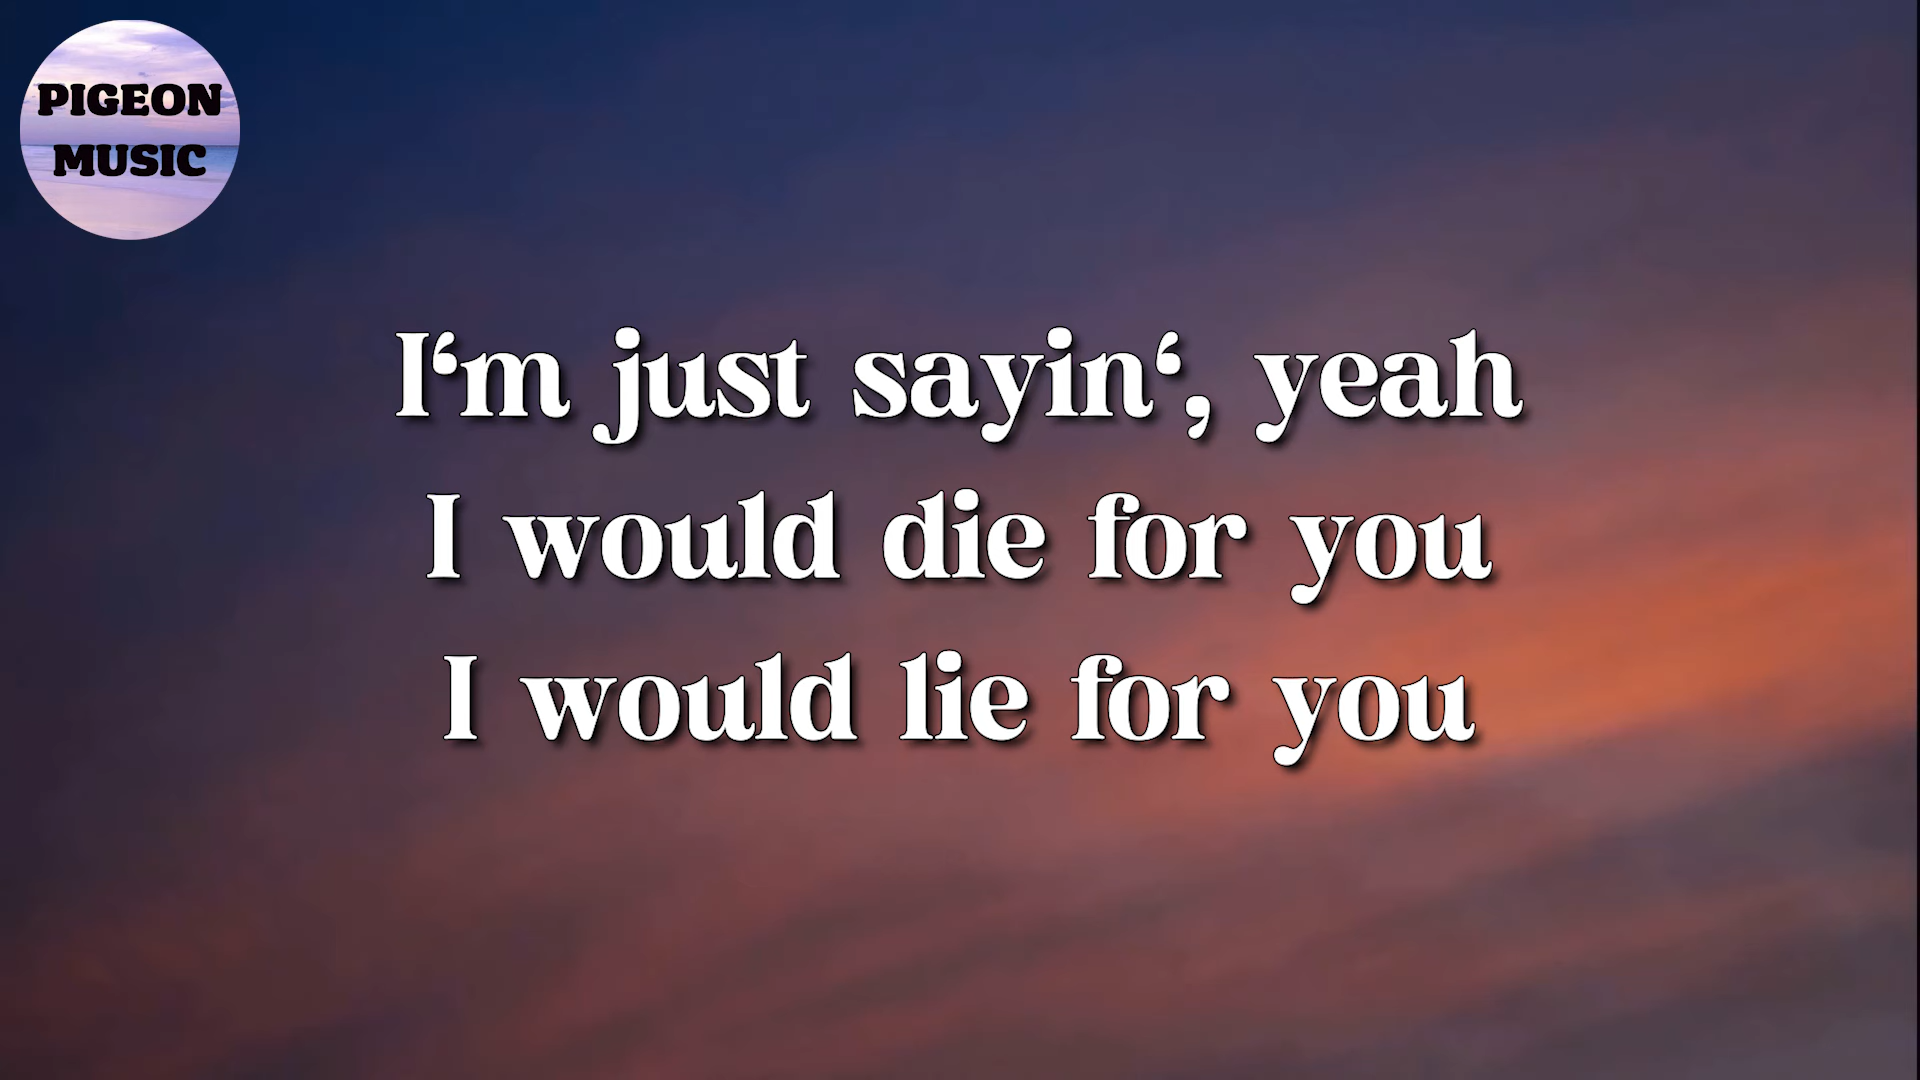 PIGEON
MUSIC
I‘m just sayin‘, yeah
I would die for you
I would lie for you